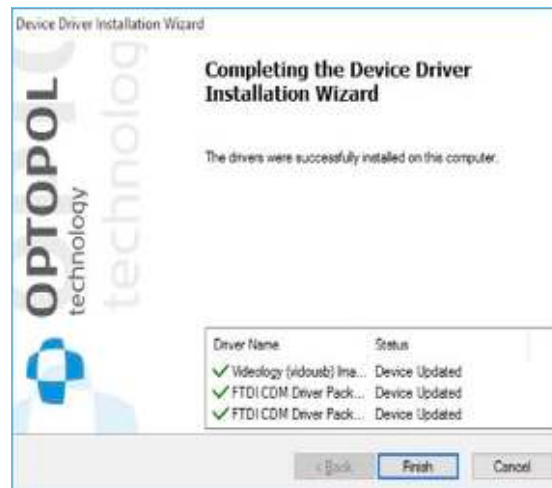 Device Driver Installation Wizard
OPTOPOL
technology
technolog
Completing the Device Driver
Installation Wizard
The drivers were successfully installed on this computer.
Driver Name Status
Videology (vidousb) Ima... Device Updated
FTDI CDM Driver Pack... Device Updated
FTDI CDM Driver Pack... Device Updated
< Back Finish Cancel